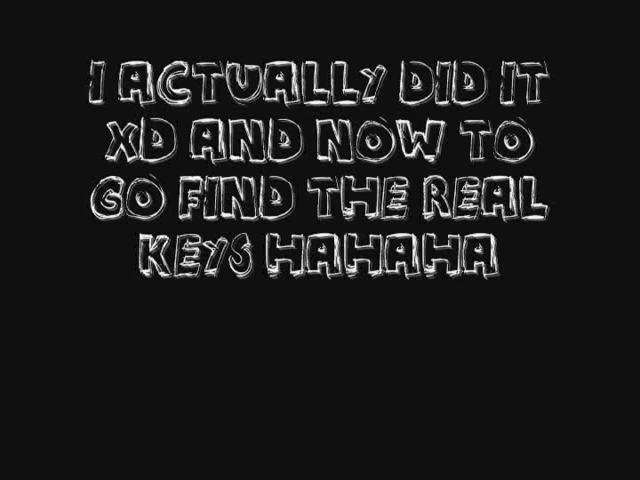 I ACTUALLY DID IT
XD AND NOW TO
GO FIND THE REAL
KEYS HAHAHA